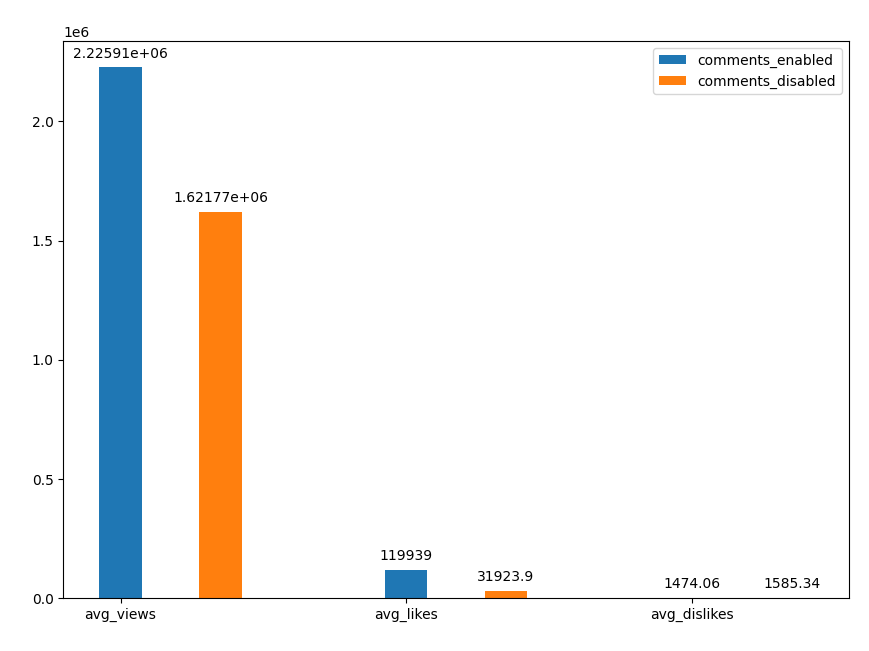 1e6
2.22591e+06
comments_enabled
comments_disabled
2.0
1.62177e+06
1.5
1.0
0.5
119939
31923.9
1474.06
1585.34
0.0
avg_views
avg_likes
avg_dislikes